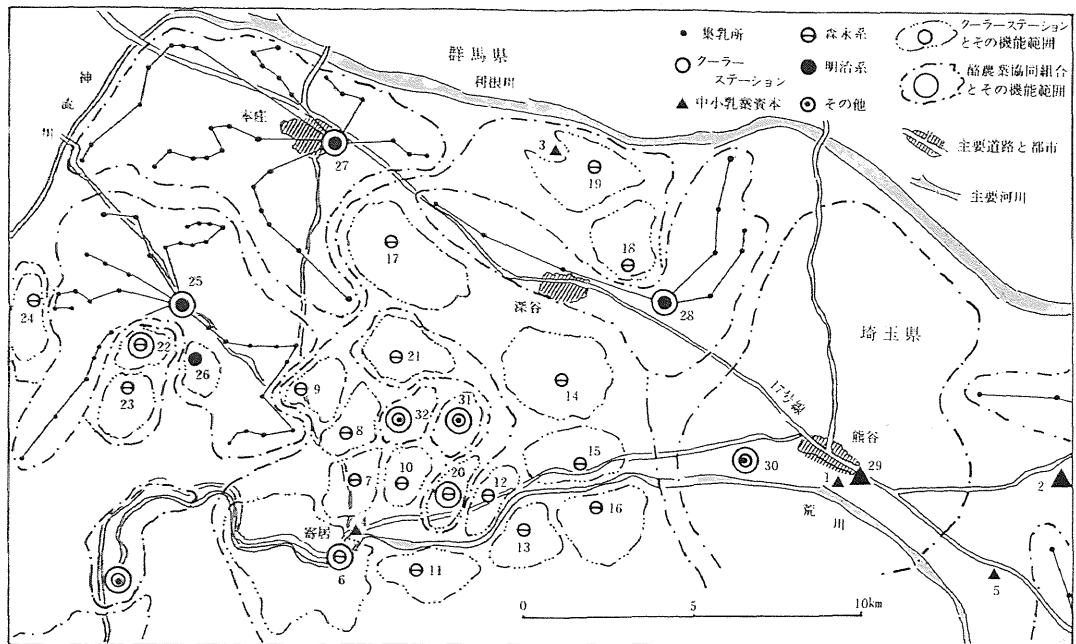 集乳所
クーラー
ステーション
中小乳業資本
森永系
明治系
その他
クーラーステーション
とその機能範囲
酪農業協同組合
とその機能範囲
主要道路と都市
主要河川
群馬県
利根川
神
川
本庄
27
3
19
18
17
25
24
深谷
28
埼玉県
22
26
21
23
9
14
32
31
17号線
熊谷
8
15
30
29
1
2
7
10
20
12
荒川
16
寄居
13
6
11
5
0 5 10km